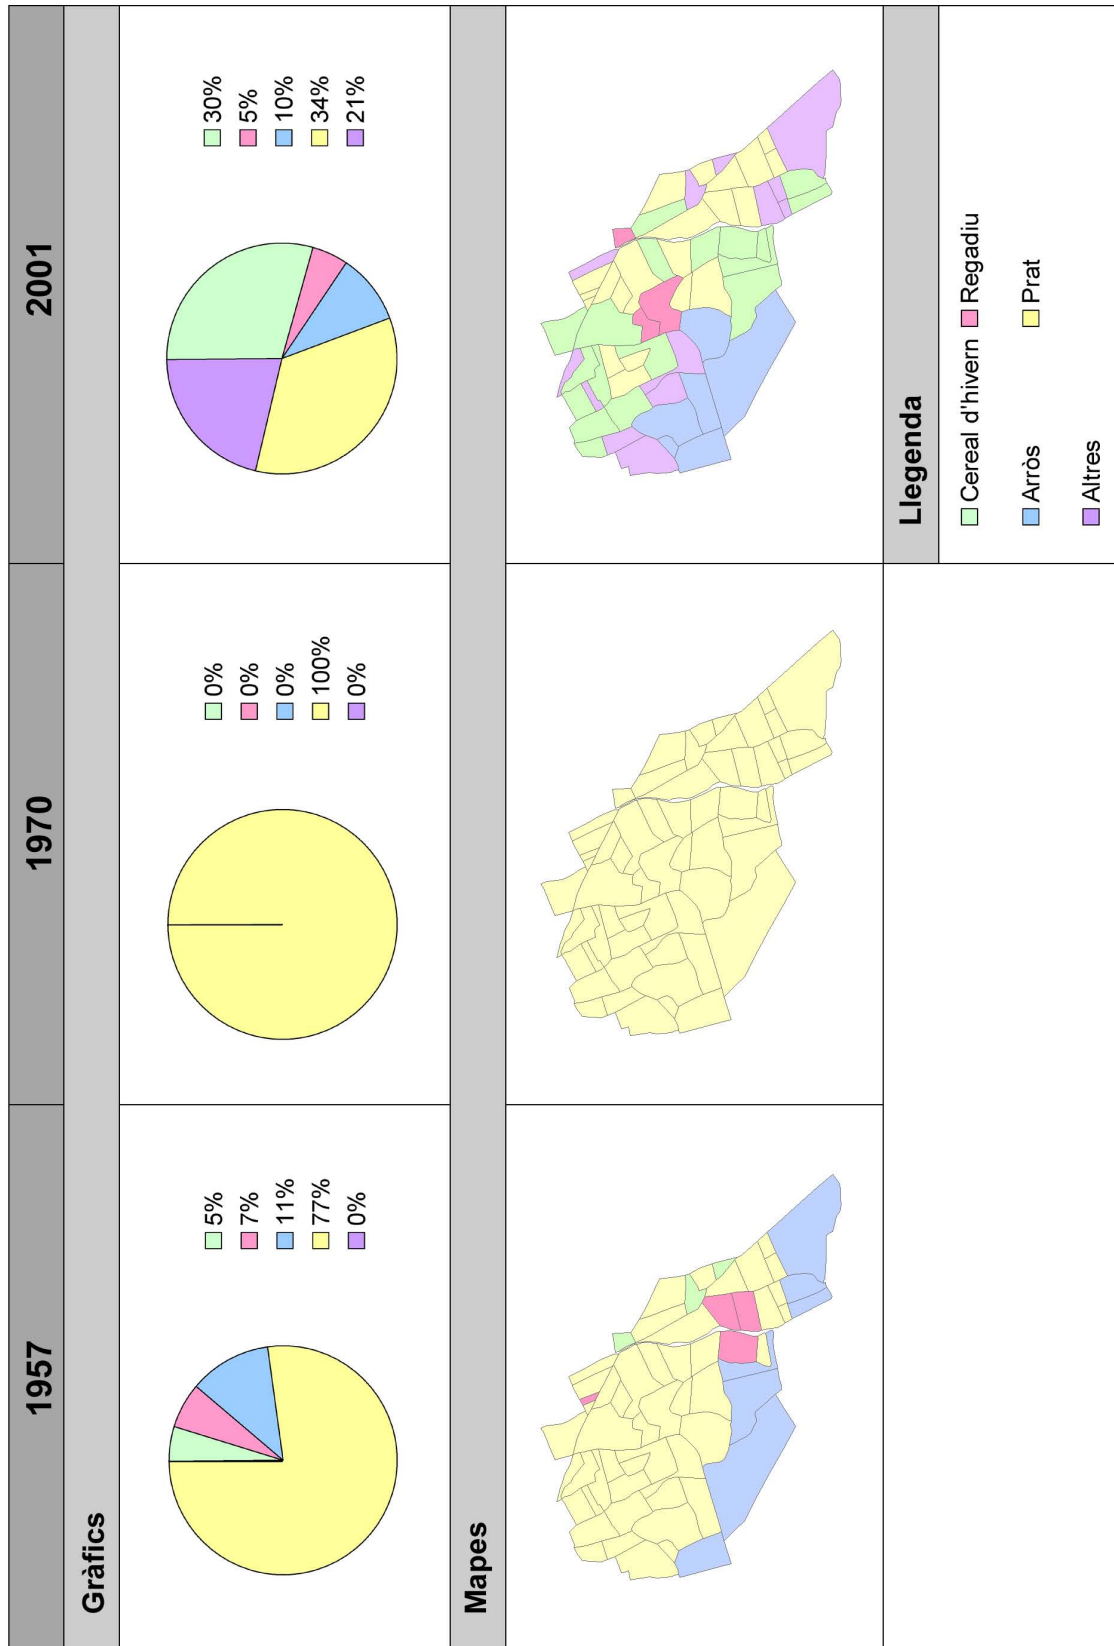 1957
1970
2001
Gràfics
5%
7%
11%
77%
0%
0%
0%
0%
100%
0%
30%
5%
10%
34%
21%
Mapes
Llegenda
Cereal d'hivern
Regadiu
Arròs
Prat
Altres